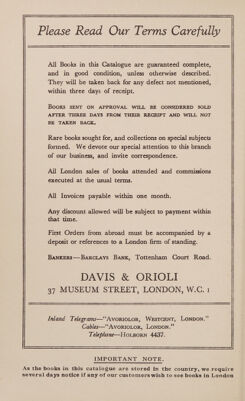 Please Read Our Terms Carefully
All Books in this Catalogue are guaranteed complete,
and in good condition, unless otherwise described.
They will be taken back for any defect not mentioned,
within three days of receipt.
Books sent on approval will be considered sold
after three days from their receipt and will not
be taken back.
Rare books sought for, and collections on special subjects
formed. We devote our special attention to this branch
of our business, and invite correspondence.
All London sales of books attended and commissions
executed at the usual terms.
All Invoices payable within one month.
Any discount allowed will be subject to payment within
that time.
First Orders from abroad must be accompanied by a
deposit or references to a London firm of standing.
Bankers—Barclays Bank, Tottenham Court Road.
DAVIS & ORIOLI
37 MUSEUM STREET, LONDON, W.C. 1
Inland Telegrams—"Avoriolor, Westcent, London."
Cables—"Avoriolor, London."
Telephone—Holborn 4437.
IMPORTANT NOTE.
As the books in this catalogue are stored in the country, we require
several days notice if any of our customers wish to see books in London